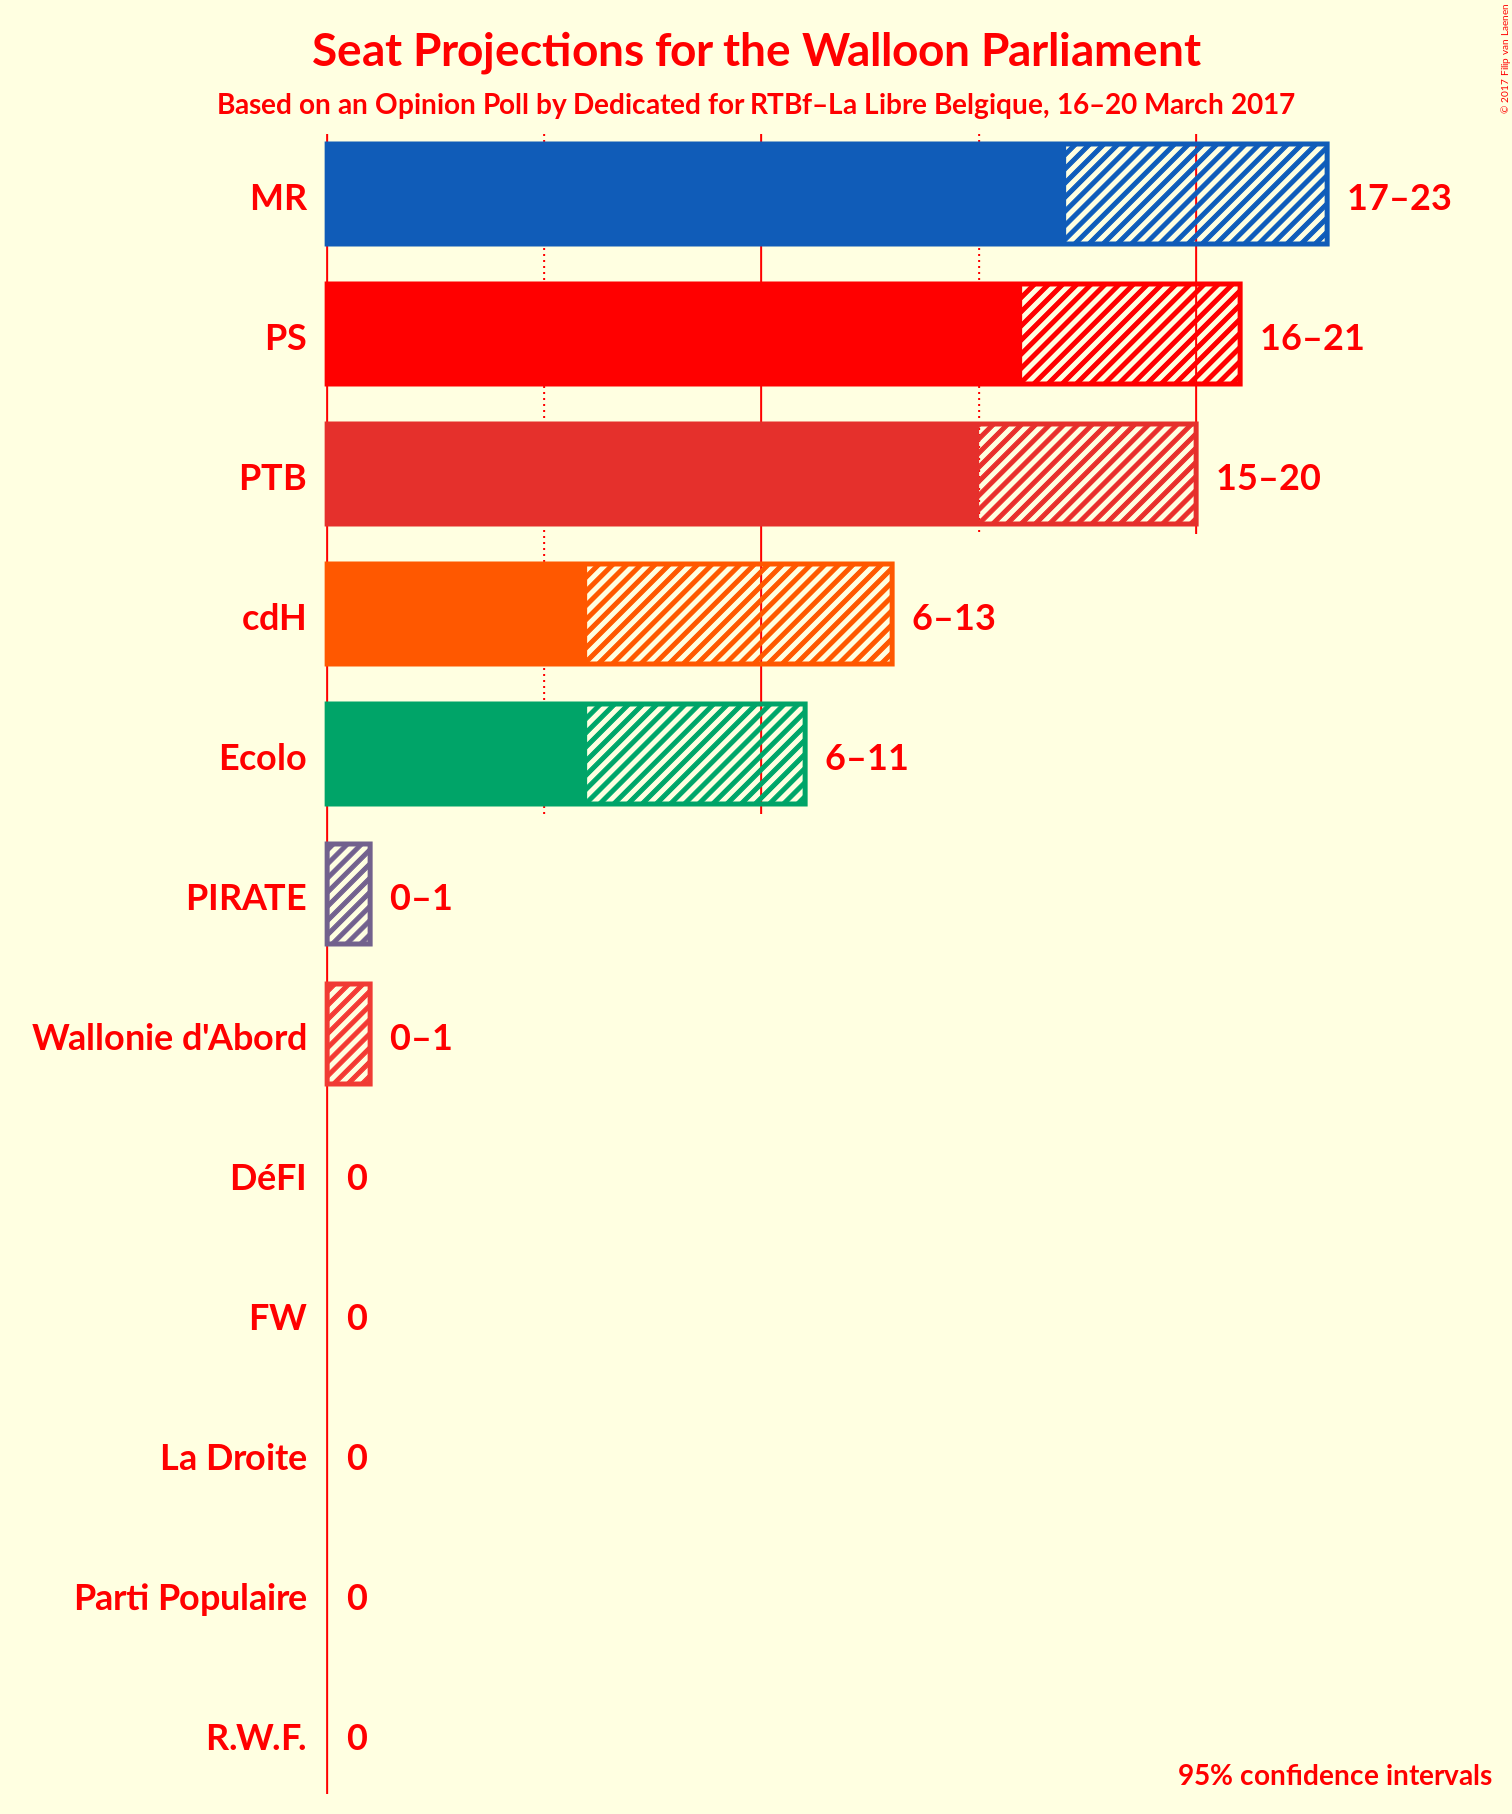 Seat Projections for the Walloon Parliament
Based on an Opinion Poll by Dedicated for RTBf–La Libre Belgique, 16–20 March 2017
© 2017 Filip van Laenen
MR 17–23
PS 16–21
PTB 15–20
cdH 6–13
Ecolo 6–11
PIRATE 0–1
Wallonie d'Abord 0–1
DéFI 0
FW 0
La Droite 0
Parti Populaire 0
R.W.F. 0
95% confidence intervals